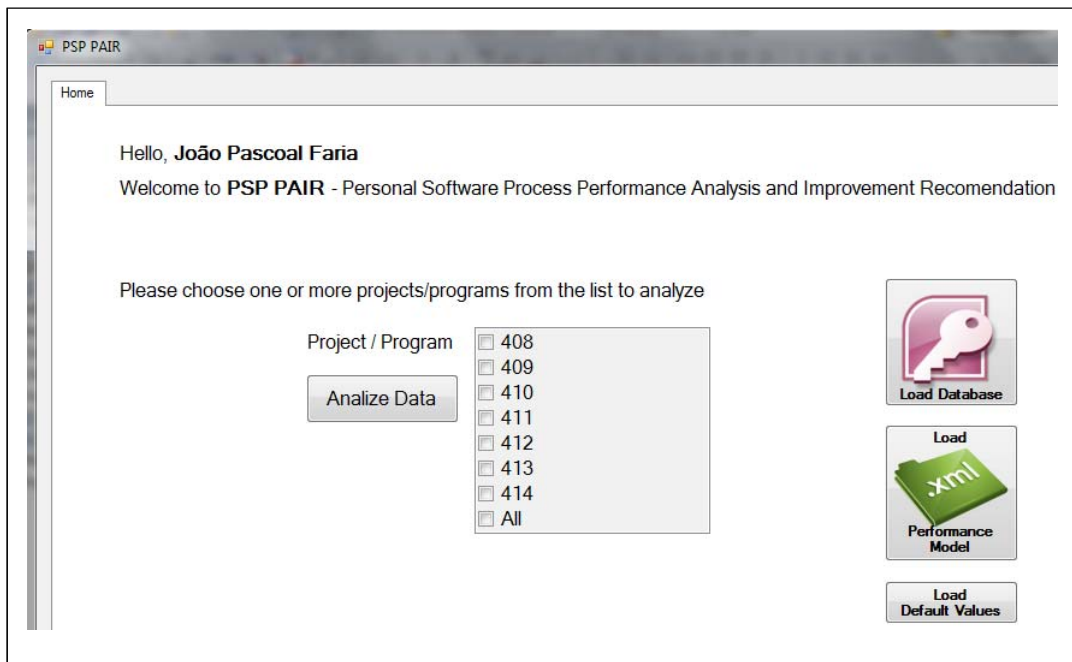 PSP PAIR
Home
Hello, João Pascoal Faria
Welcome to PSP PAIR - Personal Software Process Performance Analysis and Improvement Recomendation
Please choose one or more projects/programs from the list to analyze
Project / Program
Analize Data
408
409
410
411
412
413
414
All
Load Database
Load
.xml
Performance
Model
Load
Default Values